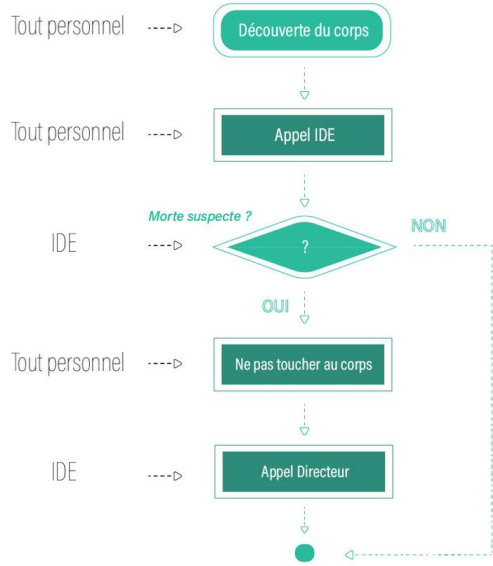 Tout personnel
Découverte du corps
Tout personnel
Appel IDE
Morte suspecte ?
NON
IDE
?
OUI
Tout personnel
Ne pas toucher au corps
IDE
Appel Directeur